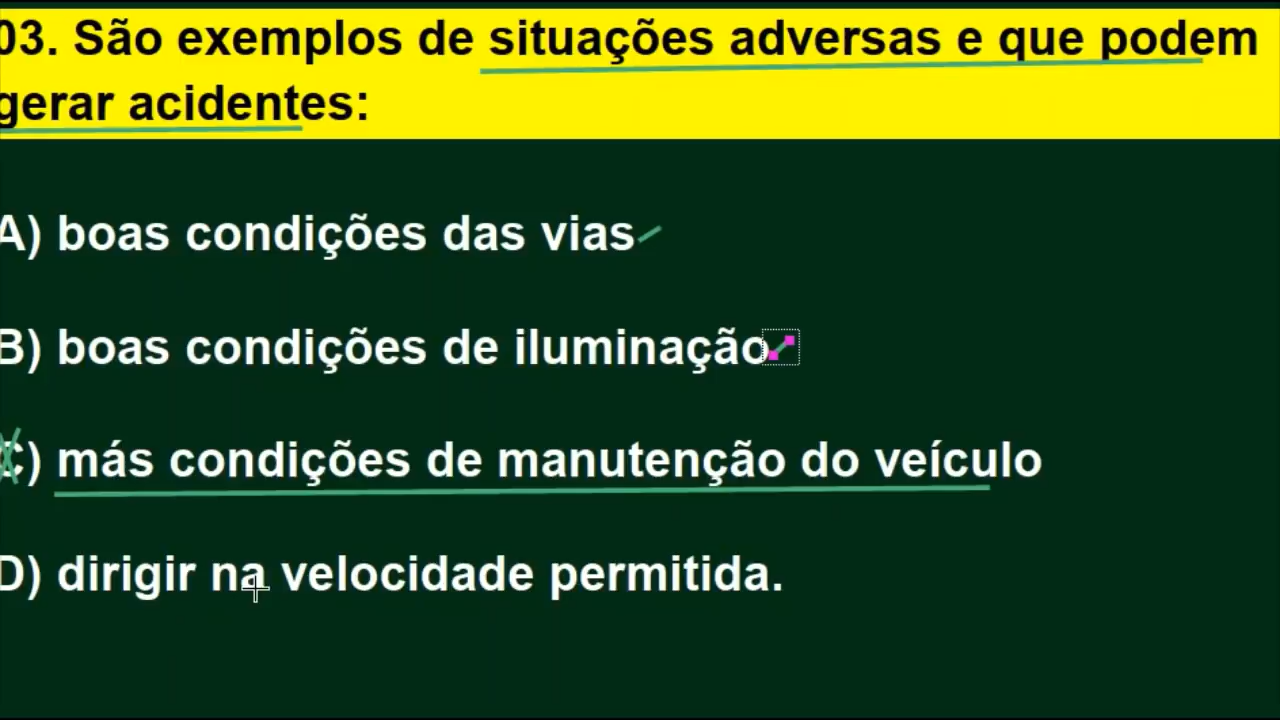 03. São exemplos de situações adversas e que podem
gerar acidentes:
A) boas condições das vias
B) boas condições de iluminação
C) más condições de manutenção do veículo
D) dirigir na velocidade permitida.